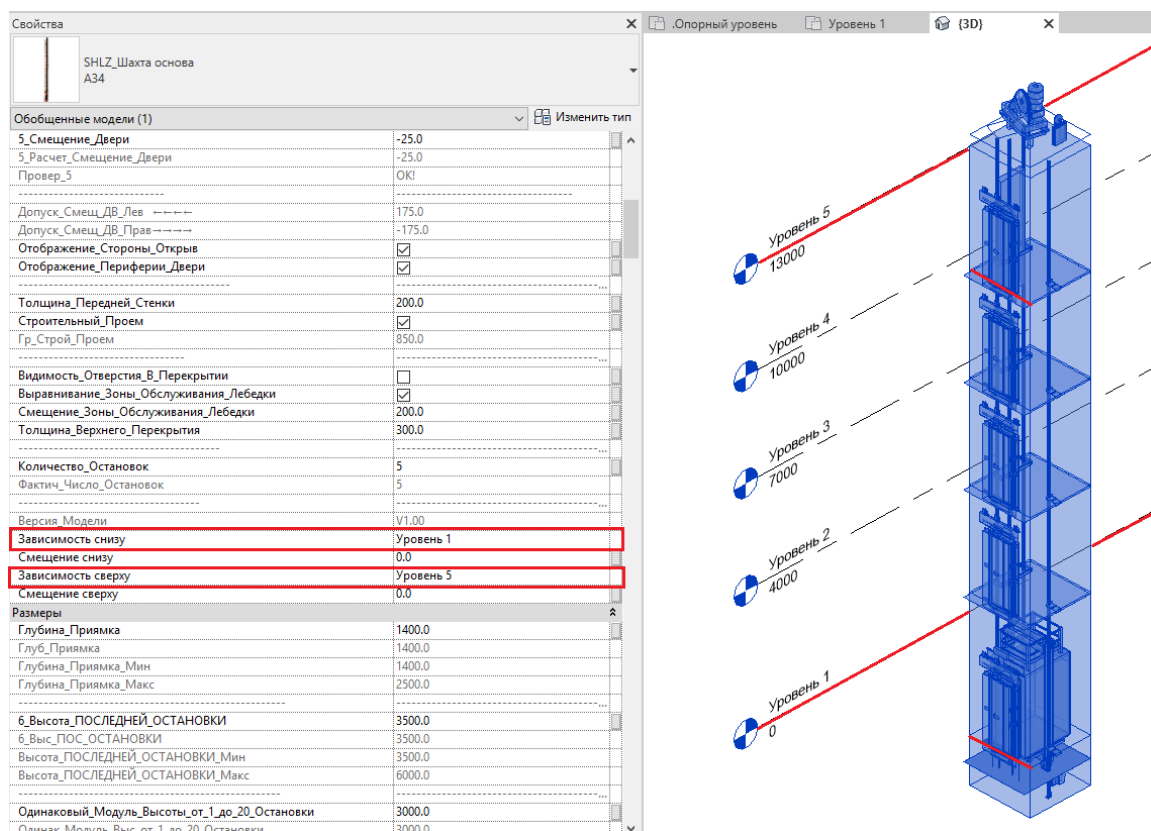 Свойства
SHLZ_Шахта основа
А34
Обобщенные модели (1)
Изменить тип
5_Смещение_Двери -25.0
5_Расчет_Смещение_Двери -25.0
Провер_5 OK!
Допуск_Смещ_ДВ_Лев ←←←← 175.0
Допуск_Смещ_ДВ_Прав→→→→ -175.0
Отображение_Стороны_Открыв
Отображение_Периферии_Двери
Толщина_Передней_Стенки 200.0
Строительный_Проем
Гр_Строй_Проем 850.0
Видимость_Отверстия_В_Перекрытии
Выравнивание_Зоны_Обслуживания_Лебедки
Смещение_Зоны_Обслуживания_Лебедки 200.0
Толщина_Верхнего_Перекрытия 300.0
Количество_Остановок 5
Фактич_Число_Остановок 5
Версия_Модели V1.00
Зависимость снизу Уровень 1
Смещение снизу 0.0
Зависимость сверху Уровень 5
Смещение сверху 0.0
Размеры
Глубина_Приямка 1400.0
Глуб_Приямка 1400.0
Глубина_Приямка_Мин 1400.0
Глубина_Приямка_Макс 2500.0
6_Высота_ПОСЛЕДНЕЙ_ОСТАНОВКИ 3500.0
6_Выс_ПОС_ОСТАНОВКИ 3500.0
Высота_ПОСЛЕДНЕЙ_ОСТАНОВКИ_Мин 3500.0
Высота_ПОСЛЕДНЕЙ_ОСТАНОВКИ_Макс 6000.0
Одинаковый_Модуль_Высоты_от_1_до_20_Остановки 3000.0
Одинак_Модуль_Выс_от_1_до_20_Остановки 3000.0
.Опорный уровень
Уровень 1
{3D}
Уровень 5
13000
Уровень 4
10000
Уровень 3
7000
Уровень 2
4000
Уровень 1
0